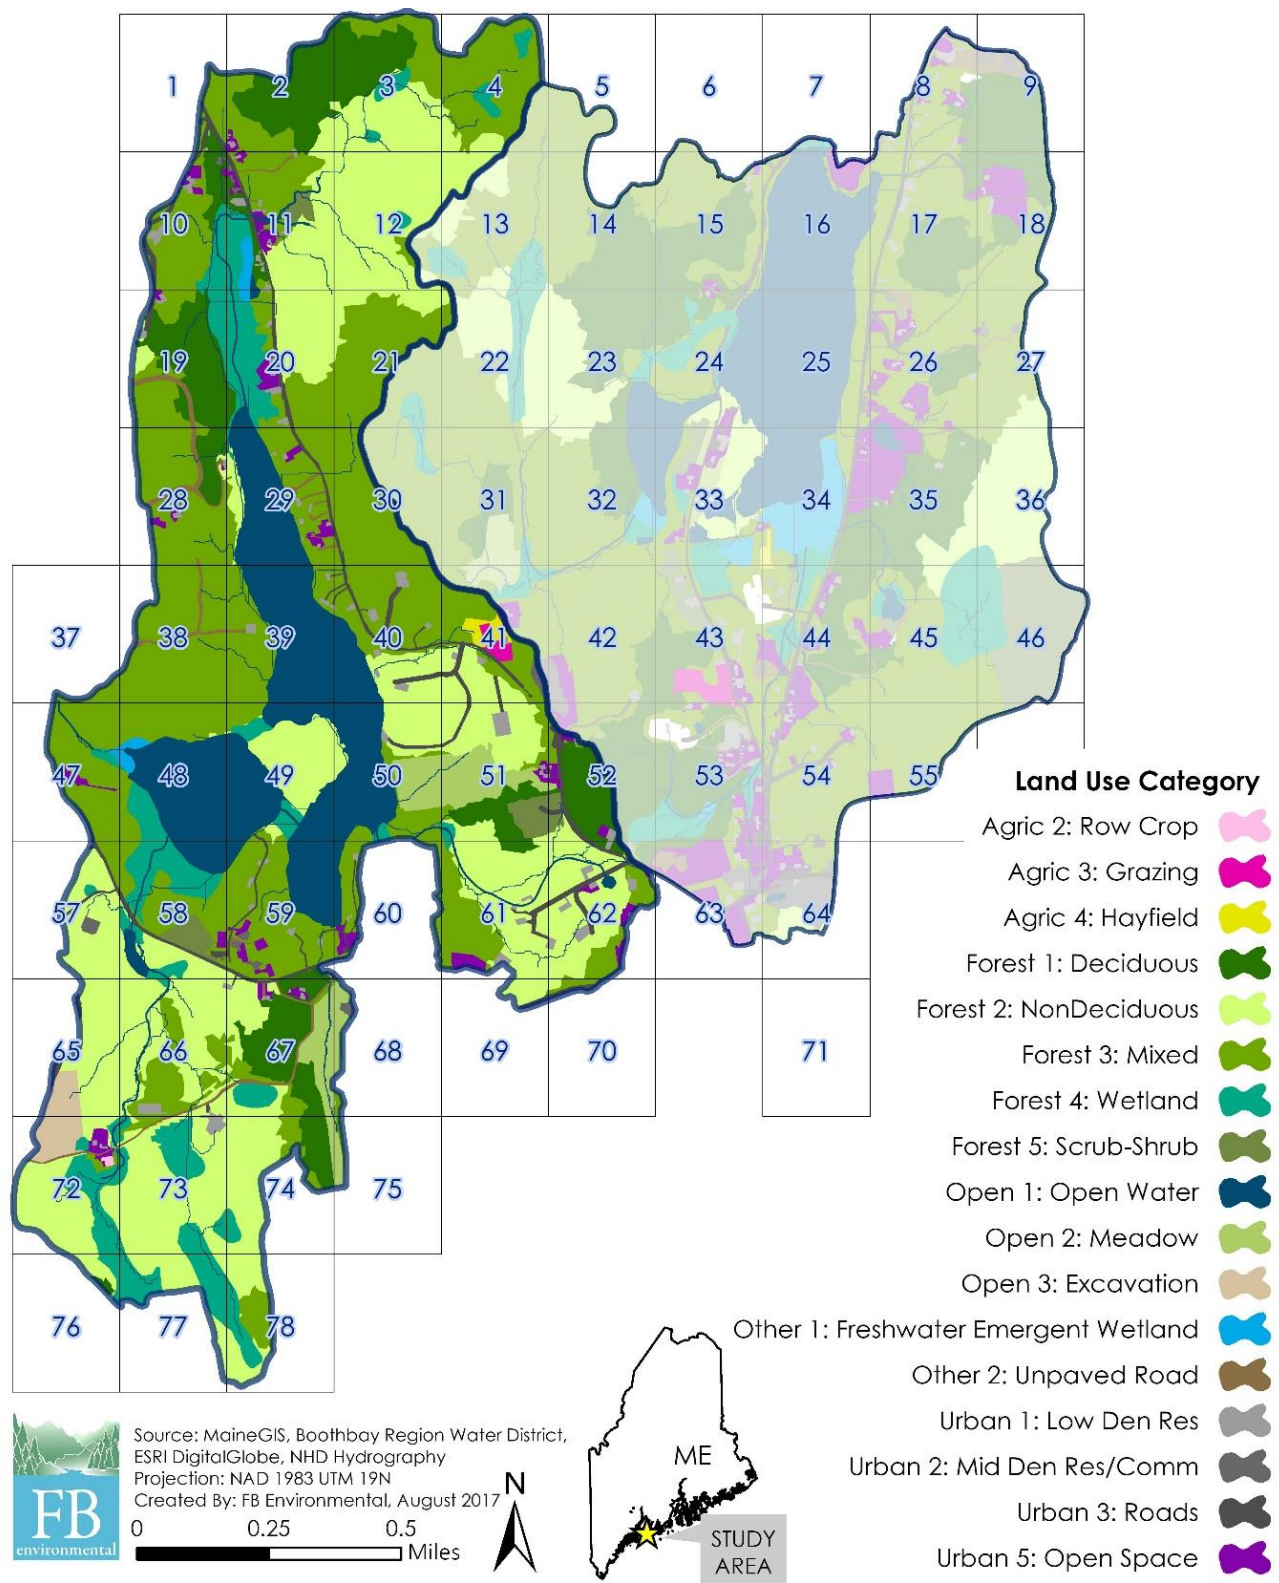 1 2 3 4 5 6 7 8 9
10 11 12 13 14 15 16 17 18
19 20 21 22 23 24 25 26 27
28 29 30 31 32 33 34 35 36
37 38 39 40 41 42 43 44 45 46
47 48 49 50 51 52 53 54 55
57 58 59 60 61 62 63 64
65 66 67 68 69 70 71
72 73 74 75
76 77 78
Land Use Category
Agric 2: Row Crop
Agric 3: Grazing
Agric 4: Hayfield
Forest 1: Deciduous
Forest 2: NonDeciduous
Forest 3: Mixed
Forest 4: Wetland
Forest 5: Scrub-Shrub
Open 1: Open Water
Open 2: Meadow
Open 3: Excavation
Other 1: Freshwater Emergent Wetland
Other 2: Unpaved Road
Urban 1: Low Den Res
Urban 2: Mid Den Res/Comm
Urban 3: Roads
Urban 5: Open Space
FB
environmental
Source: MaineGIS, Boothbay Region Water District,
ESRI DigitalGlobe, NHD Hydrography
Projection: NAD 1983 UTM 19N
Created By: FB Environmental, August 2017
0 0.25 0.5
Miles
N
ME
STUDY
AREA